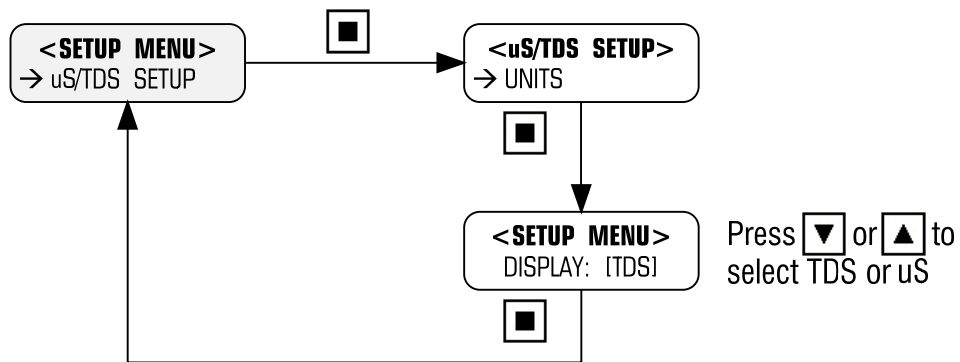 <SETUP MENU>
→ uS/TDS SETUP
<uS/TDS SETUP>
→ UNITS
<SETUP MENU>
DISPLAY: [TDS]
Press ▼ or ▲ to
select TDS or uS